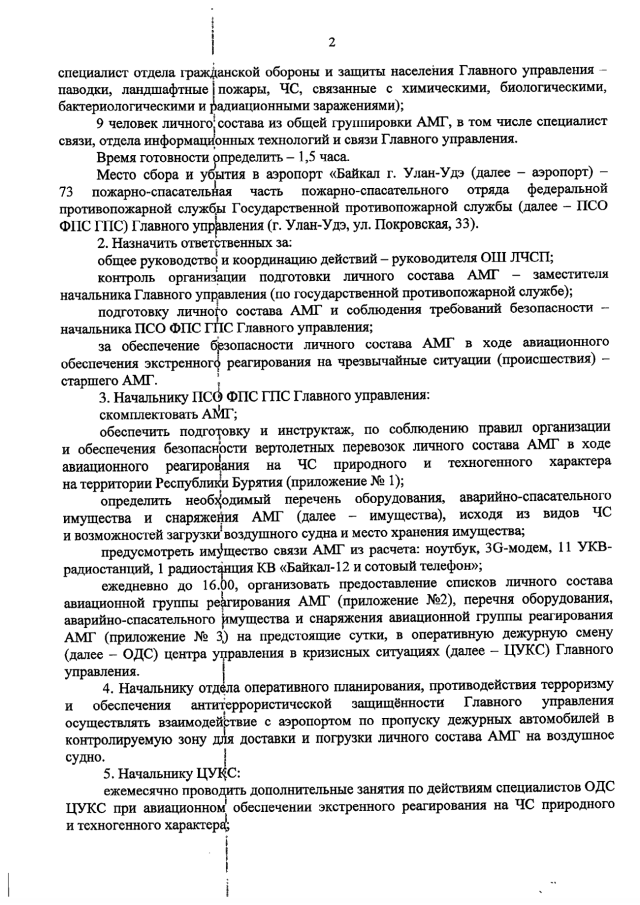 2
специалист отдела гражданской обороны и защиты населения Главного управления –
паводки, ландшафтные пожары, ЧС, связанные с химическими, биологическими,
бактериологическими и радиационными заражениями);
9 человек личного состава из общей группировки АМГ, в том числе специалист
связи, отдела информационных технологий и связи Главного управления.
Время готовности определить – 1,5 часа.
Место сбора и убытия в аэропорт «Байкал г. Улан-Удэ (далее – аэропорт) –
73 пожарно-спасательная часть пожарно-спасательного отряда федеральной
противопожарной службы Государственной противопожарной службы (далее – ПСО
ФПС ГПС) Главного управления (г. Улан-Удэ, ул. Покровская, 33).
2. Назначить ответственных за:
общее руководство и координацию действий – руководителя ОШ ЛЧСП;
контроль организации подготовки личного состава АМГ – заместителя
начальника Главного управления (по государственной противопожарной службе);
подготовку личного состава АМГ и соблюдения требований безопасности –
начальника ПСО ФПС ГПС Главного управления;
за обеспечение безопасности личного состава АМГ в ходе авиационного
обеспечения экстренного реагирования на чрезвычайные ситуации (происшествия) –
старшего АМГ.
3. Начальнику ПСО ФПС ГПС Главного управления:
скомплектовать АМГ;
обеспечить подготовку и инструктаж, по соблюдению правил организации
и обеспечения безопасности вертолетных перевозок личного состава АМГ в ходе
авиационного реагирования на ЧС природного и техногенного характера
на территории Республики Бурятия (приложение № 1);
определить необходимый перечень оборудования, аварийно-спасательного
имущества и снаряжения АМГ (далее – имущества), исходя из видов ЧС
и возможностей загрузки воздушного судна и место хранения имущества;
предусмотреть имущество связи АМГ из расчета: ноутбук, 3G-модем, 11 УКВ-
радиостанций, 1 радиостанция КВ «Байкал-12 и сотовый телефон»;
ежедневно до 16.00, организовать предоставление списков личного состава
авиационной группы реагирования АМГ (приложение №2), перечня оборудования,
аварийно-спасательного имущества и снаряжения авиационной группы реагирования
АМГ (приложение № 3) на предстоящие сутки, в оперативную дежурную смену
(далее – ОДС) центра управления в кризисных ситуациях (далее – ЦУКС) Главного
управления.
4. Начальнику отдела оперативного планирования, противодействия терроризму
и обеспечения антитеррористической защищённости Главного управления
осуществлять взаимодействие с аэропортом по пропуску дежурных автомобилей в
контролируемую зону для доставки и погрузки личного состава АМГ на воздушное
судно.
5. Начальнику ЦУКС:
ежемесячно проводить дополнительные занятия по действиям специалистов ОДС
ЦУКС при авиационном обеспечении экстренного реагирования на ЧС природного
и техногенного характера;